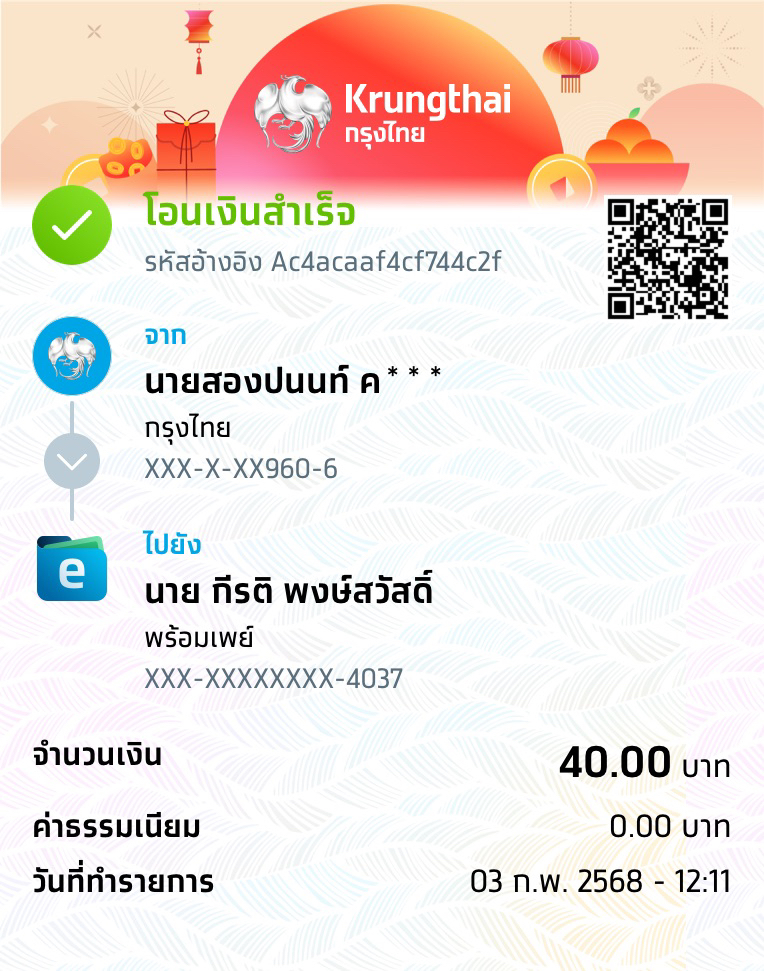 Krungthai
กรุงไทย
โอนเงินสำเร็จ
รหัสอ้างอิง Ac4acaaf4cf744c2f
จาก
นายสองปนนท์ ค***
กรุงไทย
XXX-X-XX960-6
ไปยัง
e
นาย กีรติ พงษ์สวัสดิ์
พร้อมเพย์
XXX-XXXXXXXX-4037
จำนวนเงิน 40.00 บาท
ค่าธรรมเนียม 0.00 บาท
วันที่ทำรายการ 03 ก.พ. 2568 - 12:11